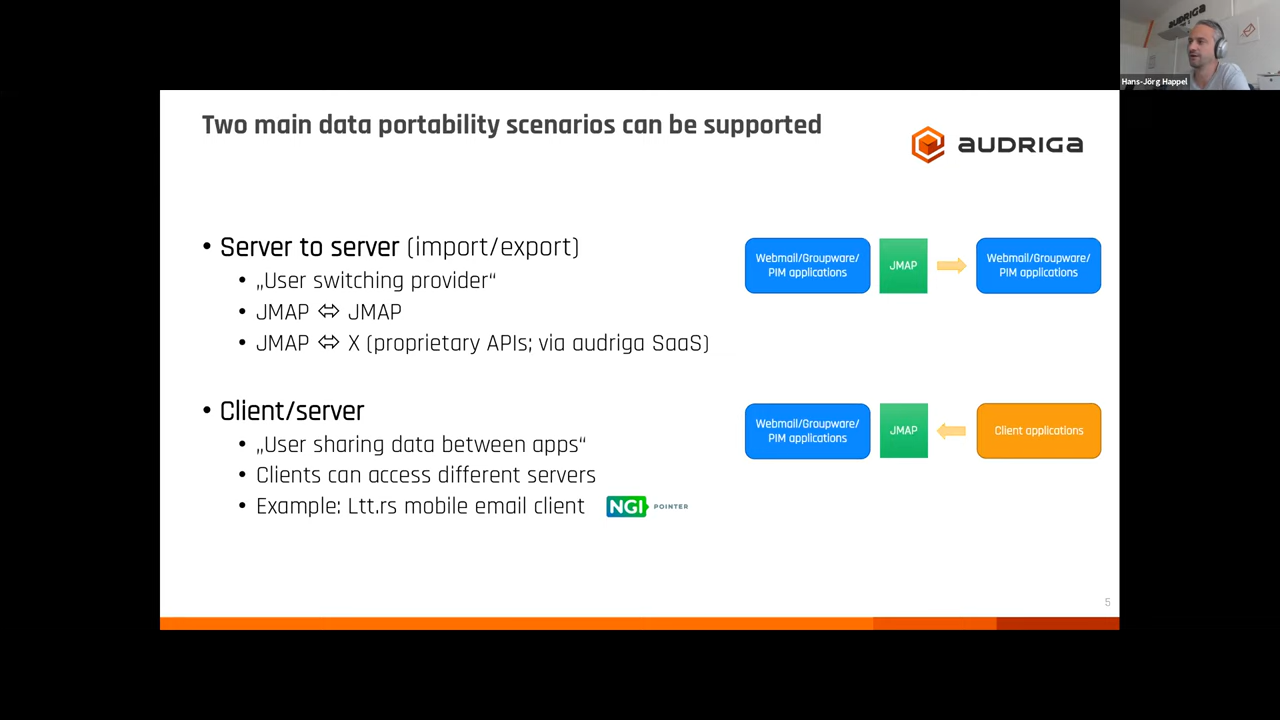 AUDRIGA
Hans-Jörg Happel
Two main data portability scenarios can be supported
audriga
• Server to server (import/export)
• „User switching provider“
• JMAP ⇔ JMAP
• JMAP ⇔ X (proprietary APIs; via audriga SaaS)
Webmail/Groupware/
PIM applications
JMAP
Webmail/Groupware/
PIM applications
• Client/server
• „User sharing data between apps“
• Clients can access different servers
• Example: Ltt.rs mobile email client
NGI POINTER
Webmail/Groupware/
PIM applications
JMAP
Client applications
5